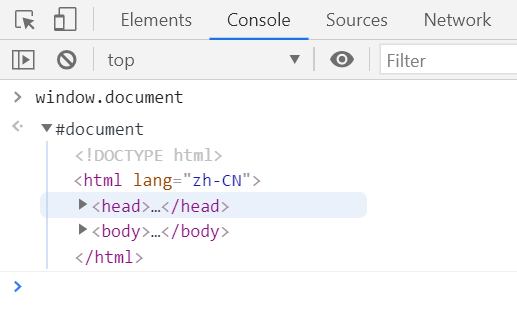 Elements Console Sources Network
top Filter
window.document
#document
<!DOCTYPE html>
<html lang="zh-CN">
<head>…</head>
<body>…</body>
</html>